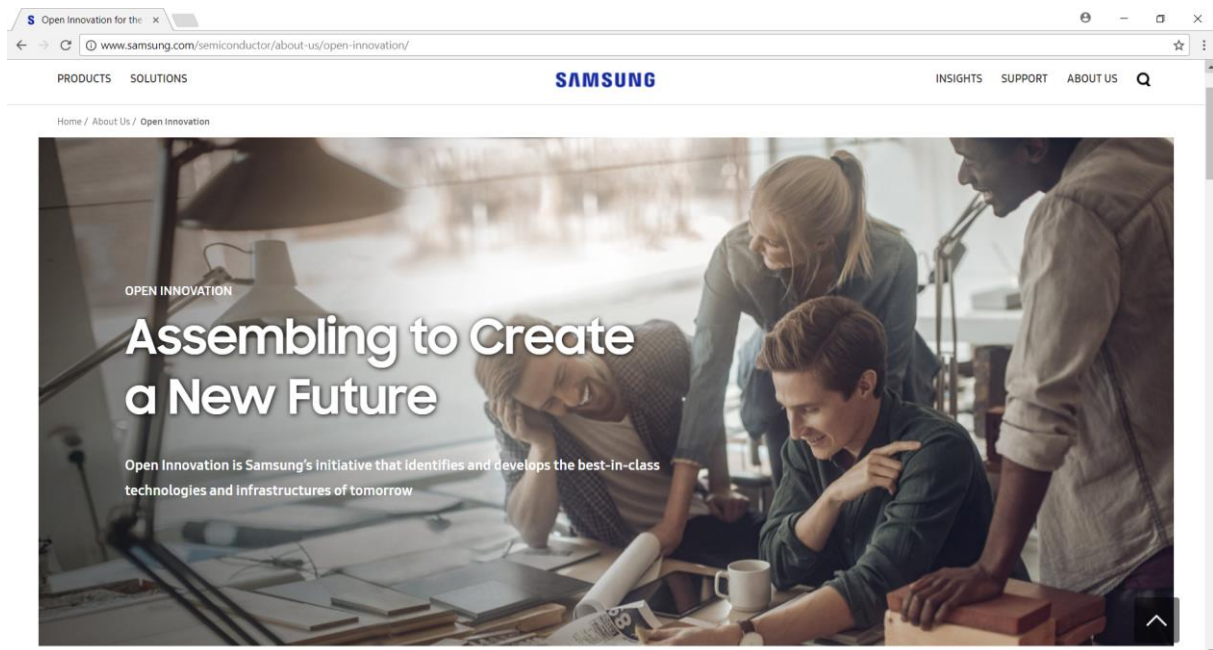 S Open Innovation for the
www.samsung.com/semiconductor/about-us/open-innovation/
PRODUCTS SOLUTIONS SAMSUNG INSIGHTS SUPPORT ABOUT US
Home / About Us / Open Innovation
OPEN INNOVATION
Assembling to Create
a New Future
Open Innovation is Samsung's initiative that identifies and develops the best-in-class
technologies and infrastructures of tomorrow